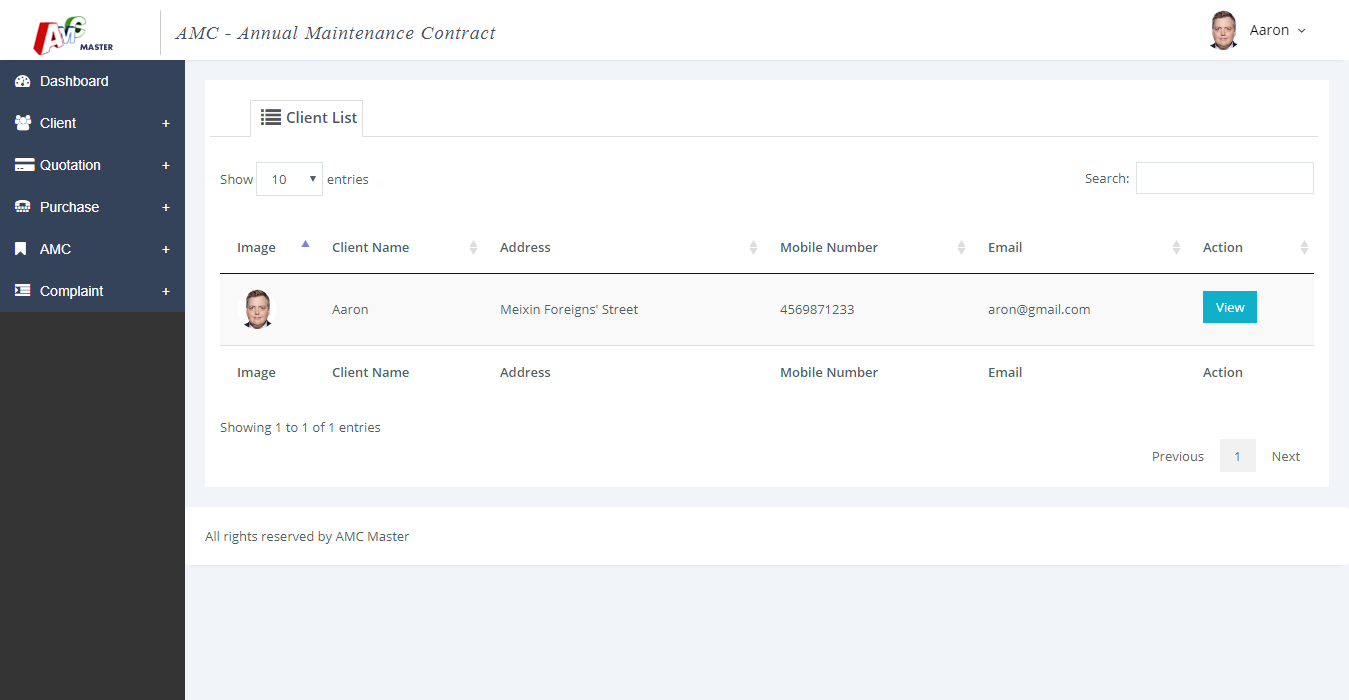 AMC MASTER
AMC - Annual Maintenance Contract
Aaron
Dashboard
Client +
Quotation +
Purchase +
AMC +
Complaint +
Client List
Show 10 entries
Search:
Image Client Name Address Mobile Number Email Action
Aaron Meixin Foreigns' Street 4569871233 aron@gmail.com View
Image Client Name Address Mobile Number Email Action
Showing 1 to 1 of 1 entries
Previous 1 Next
All rights reserved by AMC Master